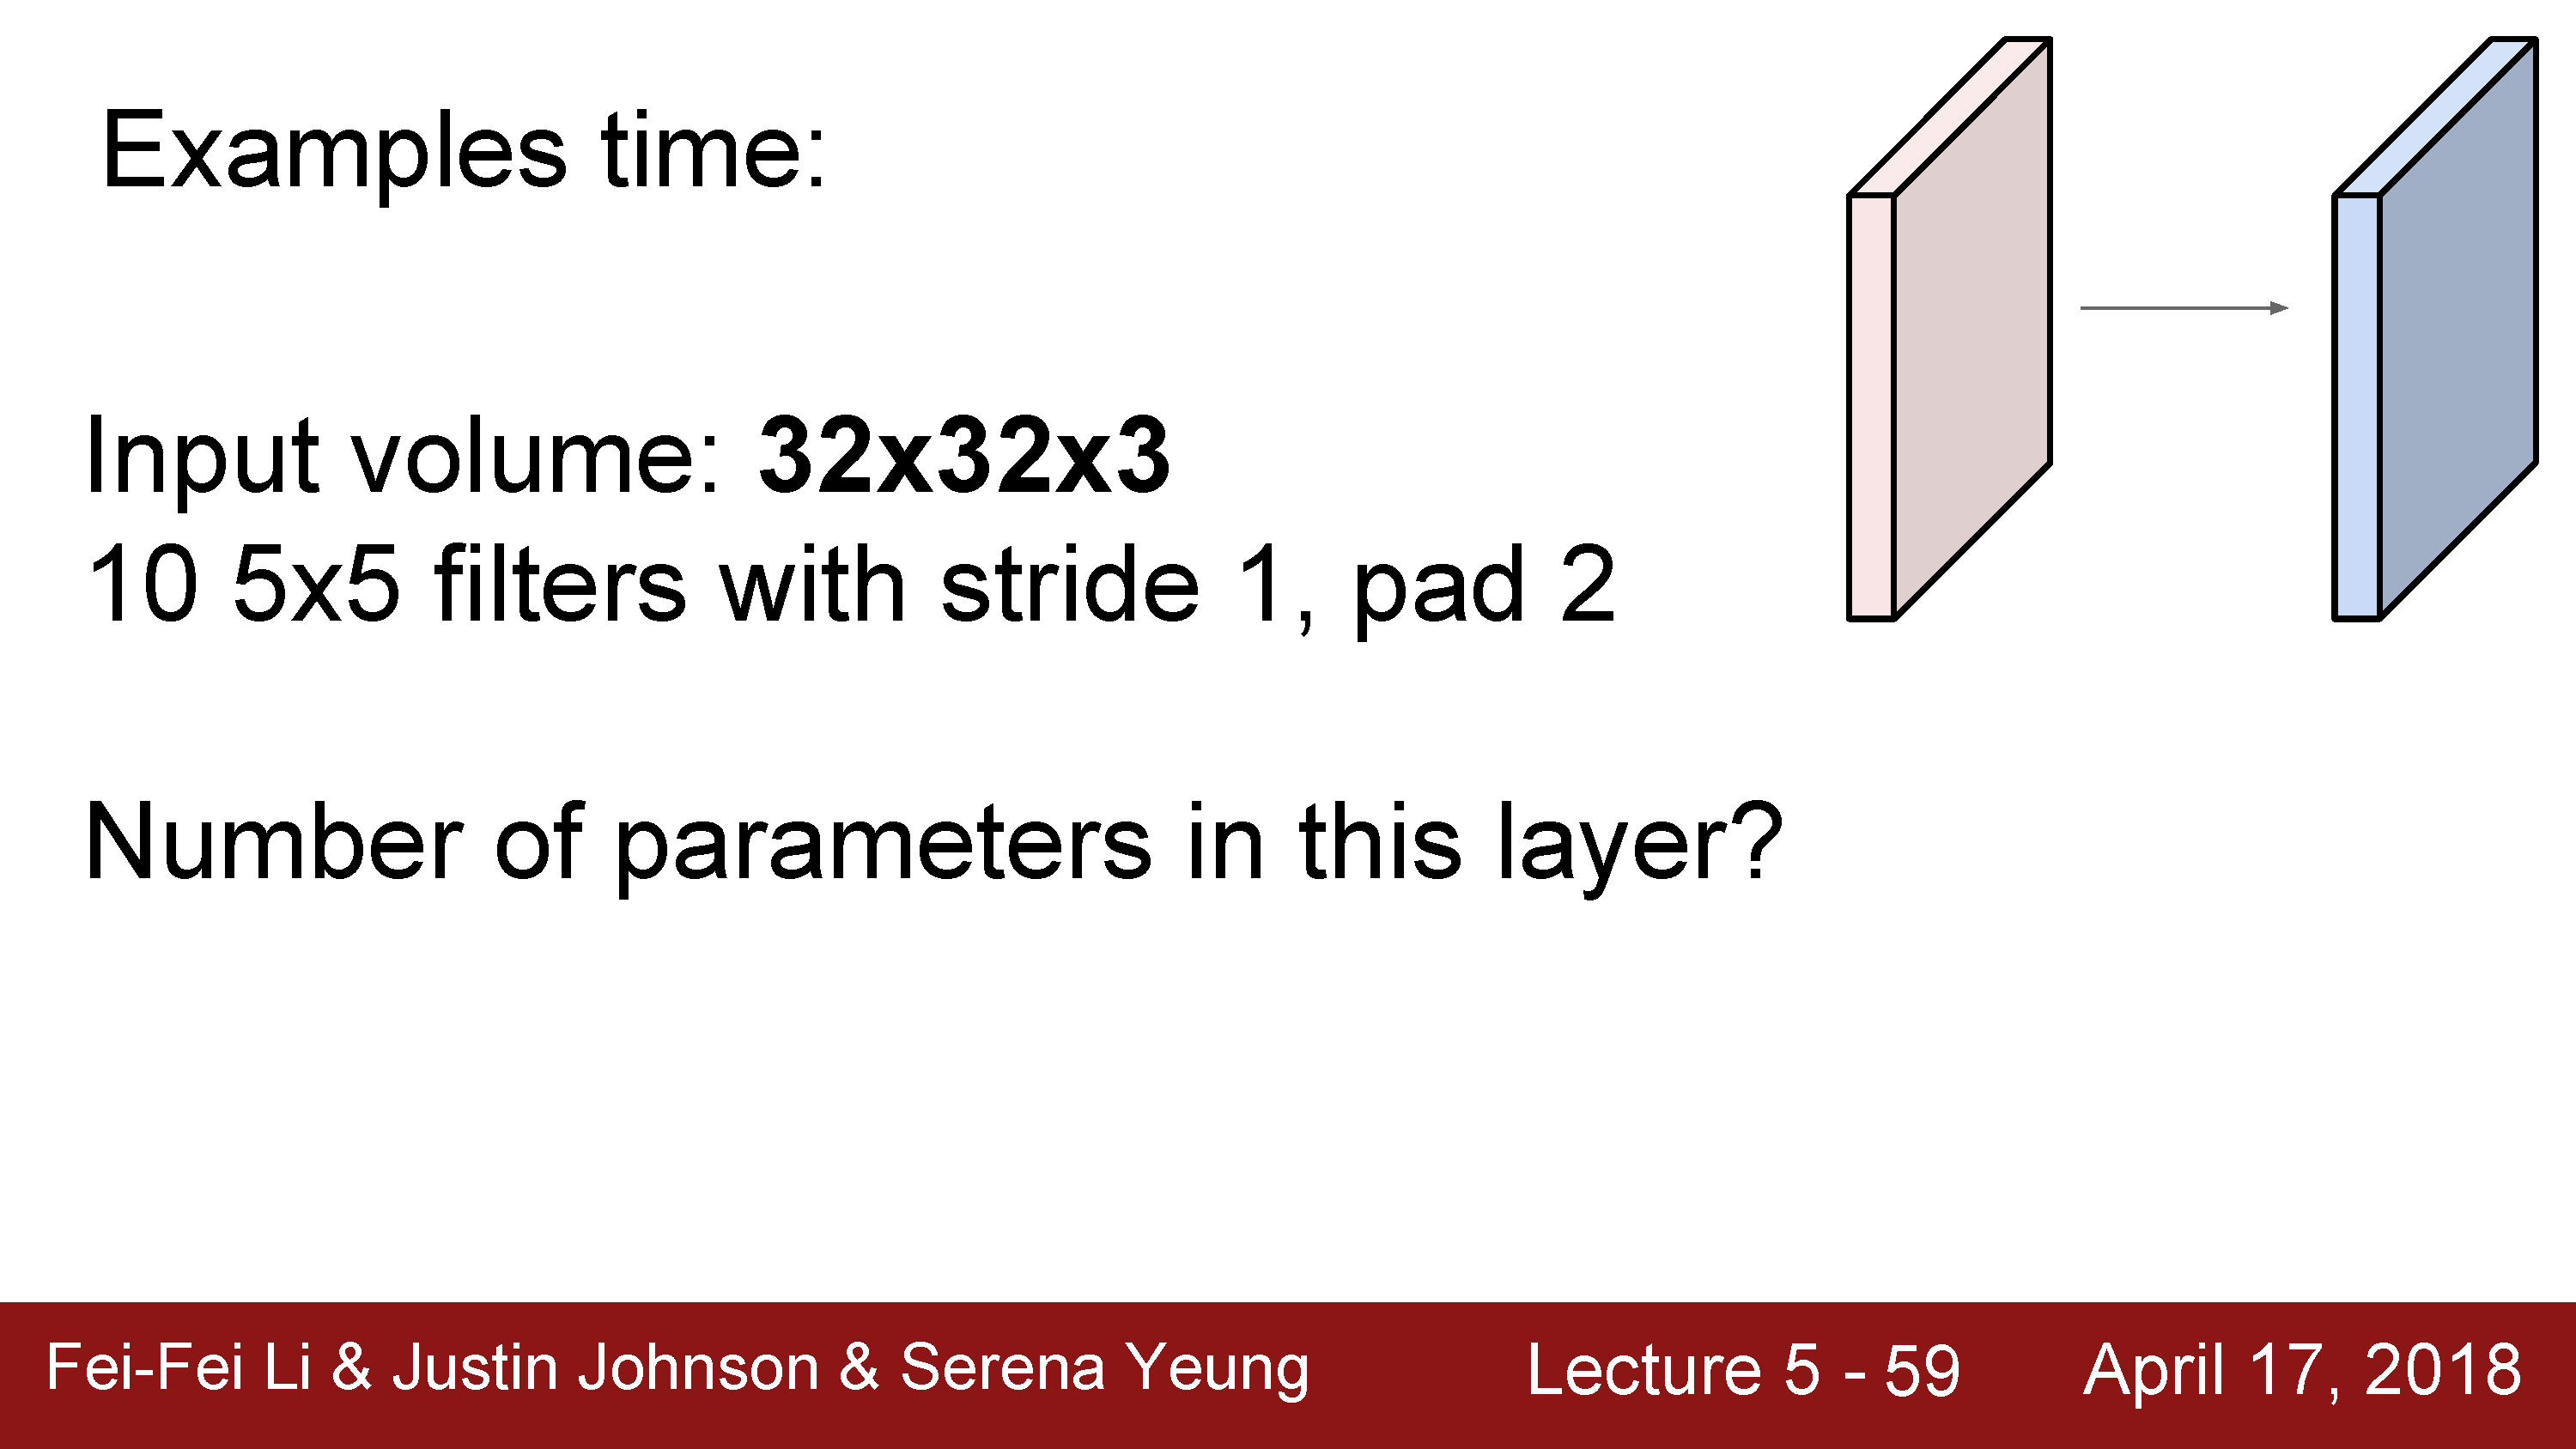 Examples time:
Input volume: 32x32x3
10 5x5 filters with stride 1, pad 2
Number of parameters in this layer?
Fei-Fei Li & Justin Johnson & Serena Yeung
Lecture 5 - 59
April 17, 2018